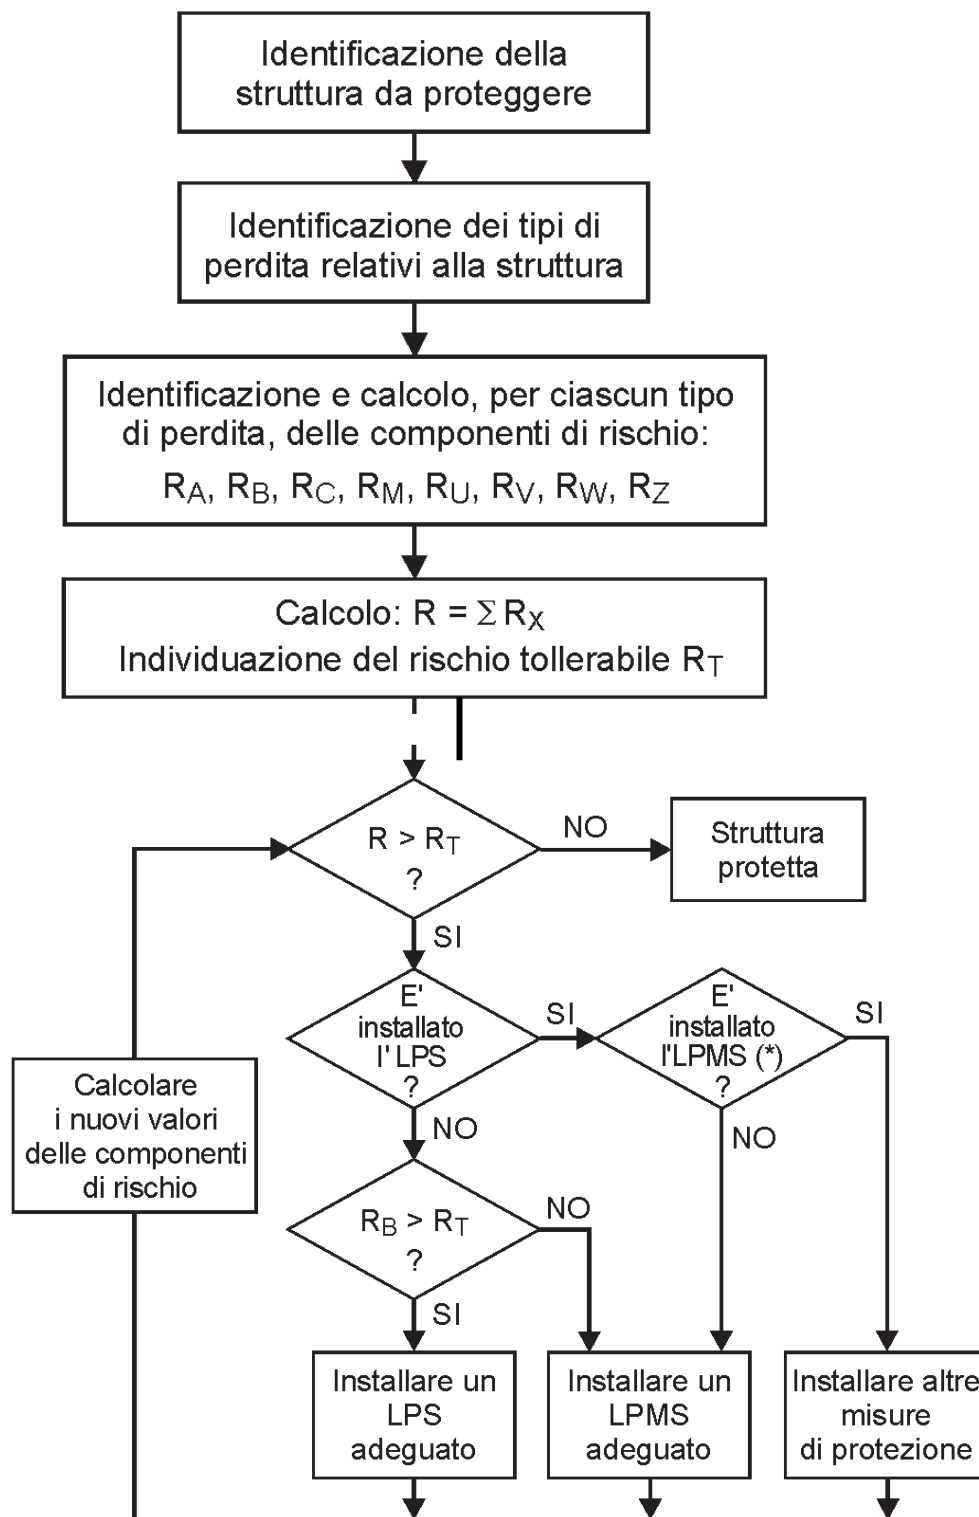 Identificazione della
struttura da proteggere
Identificazione dei tipi di
perdita relativi alla struttura
Identificazione e calcolo, per ciascun tipo
di perdita, delle componenti di rischio:
RA, RB, RC, RM, RU, RV, RW, RZ
Calcolo: R = Σ RX
Individuazione del rischio tollerabile RT
R > RT
?
NO
Struttura
protetta
SI
E'
installato
l' LPS
?
SI
E'
installato
l'LPMS (*)
?
SI
Calcolare
i nuovi valori
delle componenti
di rischio
NO
NO
RB > RT
?
NO
SI
Installare un
LPS
adeguato
Installare un
LPMS
adeguato
Installare altre
misure
di protezione